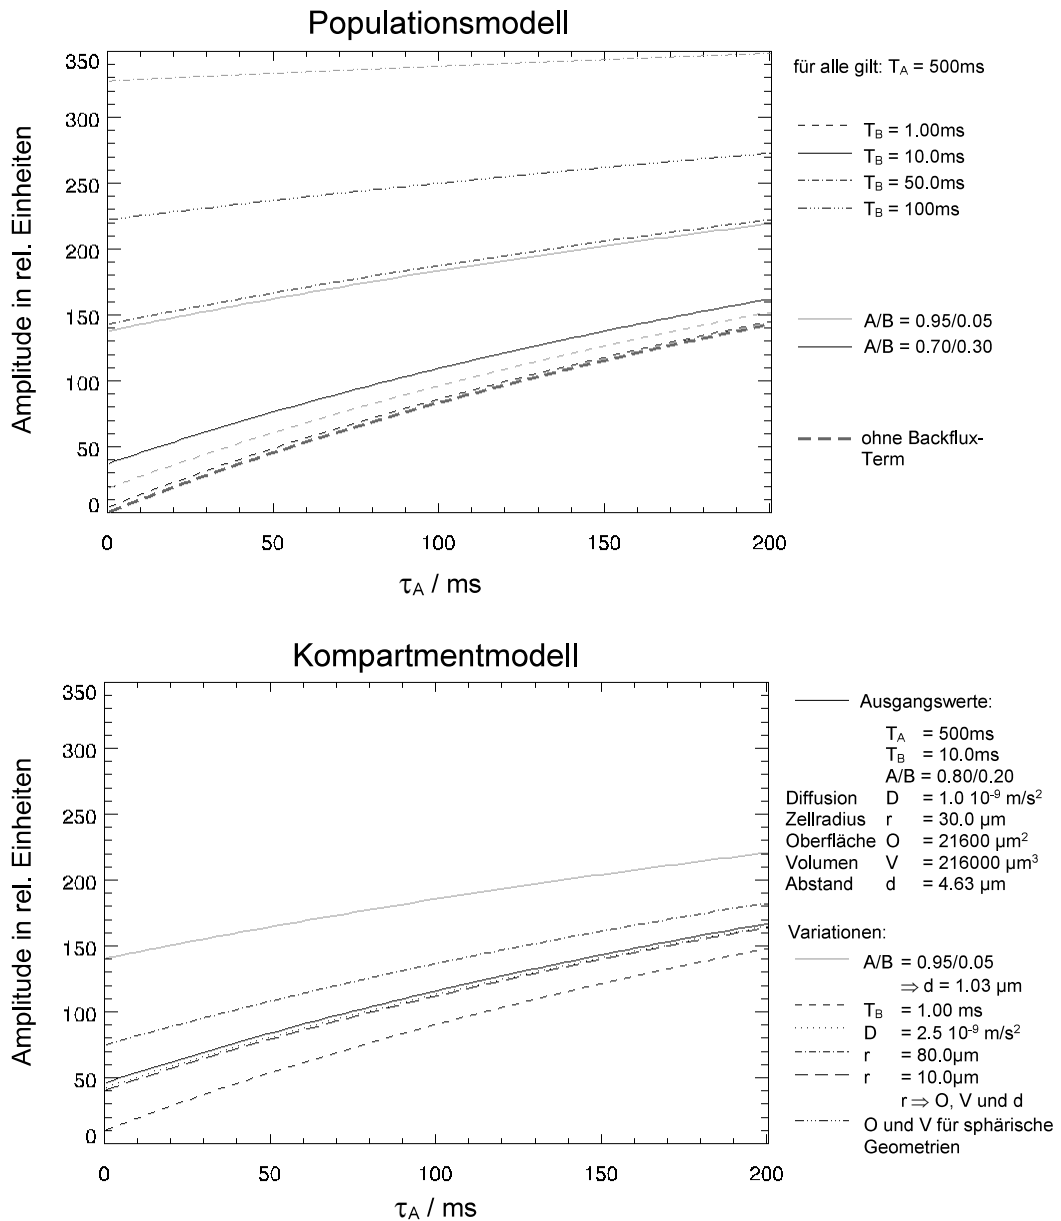 Populationsmodell
Amplitude in rel. Einheiten
350
300
250
200
150
100
50
0
0 50 100 150 200
τA / ms
für alle gilt: TA = 500ms
TB = 1.00ms
TB = 10.0ms
TB = 50.0ms
TB = 100ms
A/B = 0.95/0.05
A/B = 0.70/0.30
ohne Backflux-
Term
Kompartmentmodell
Amplitude in rel. Einheiten
350
300
250
200
150
100
50
0
0 50 100 150 200
τA / ms
Ausgangswerte:
TA = 500ms
TB = 10.0ms
A/B = 0.80/0.20
Diffusion D = 1.0 10⁻⁹ m/s²
Zellradius r = 30.0 µm
Oberfläche O = 21600 µm²
Volumen V = 216000 µm³
Abstand d = 4.63 µm
Variationen:
A/B = 0.95/0.05
⇒ d = 1.03 µm
TB = 1.00 ms
D = 2.5 10⁻⁹ m/s²
r = 80.0µm
r = 10.0µm
r ⇒ O, V und d
O und V für sphärische
Geometrien